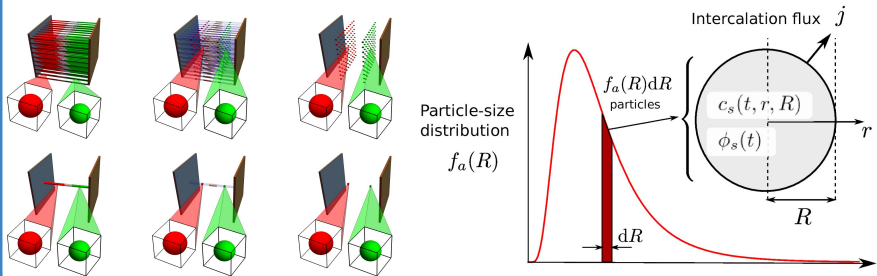 Intercalation flux
j
f_a(R)dR
particles
Particle-size
distribution
f_a(R)
c_s(t, r, R)
ϕ_s(t)
r
R
dR